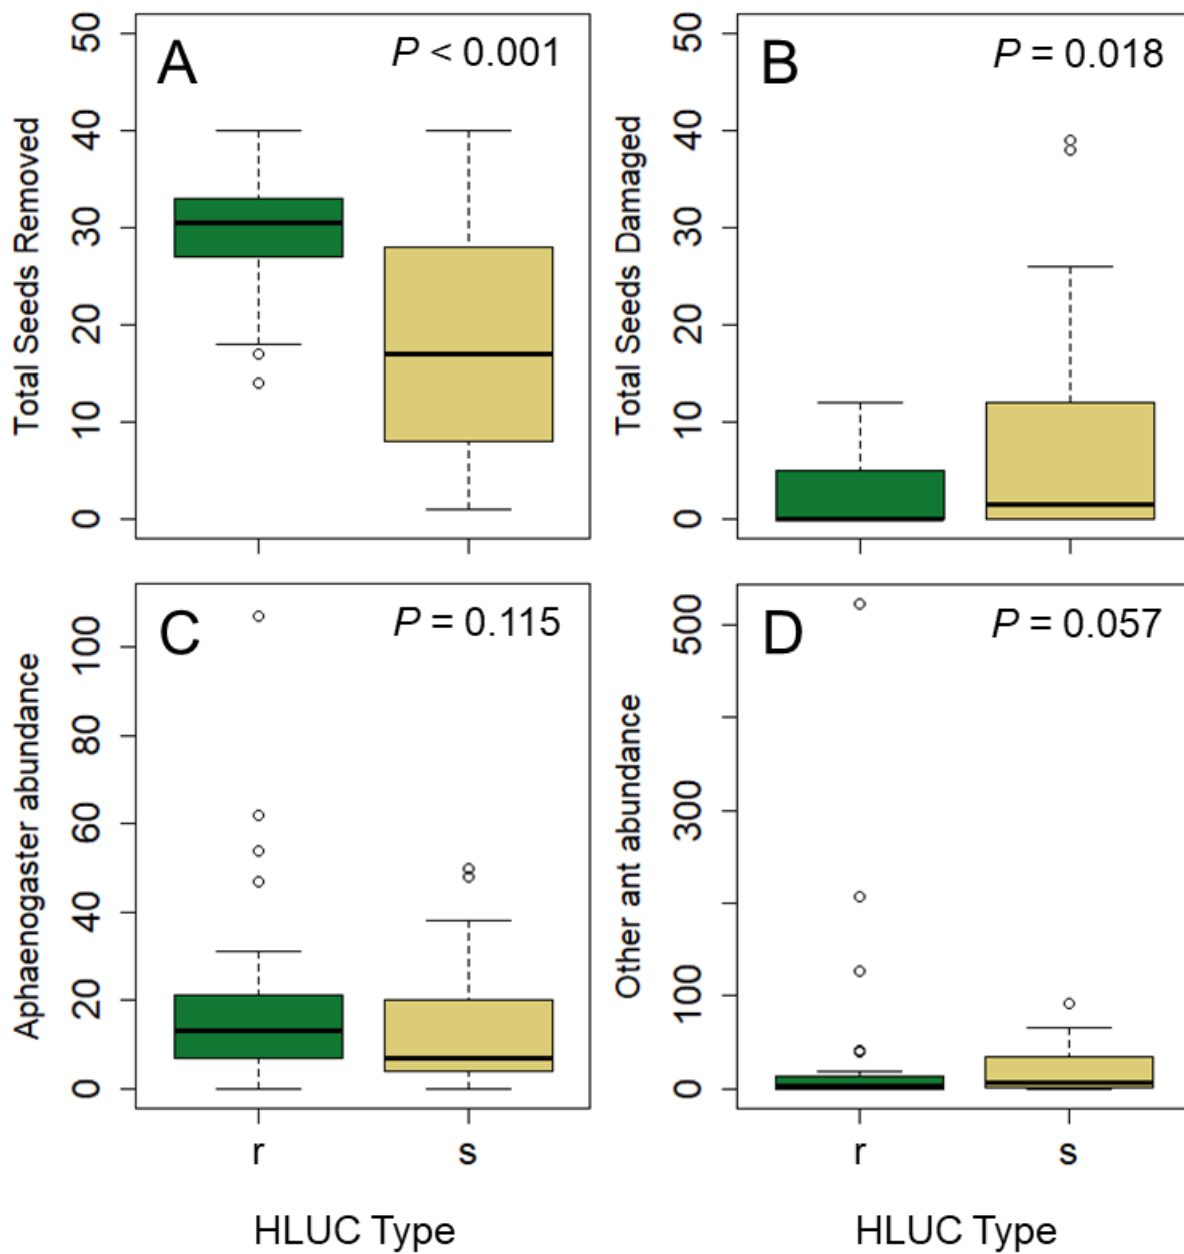 A
P < 0.001
Total Seeds Removed
50
40
30
20
10
0
B
P = 0.018
Total Seeds Damaged
50
40
30
20
10
0
C
P = 0.115
Aphaenogaster abundance
100
80
60
40
20
0
r
s
HLUC Type
D
P = 0.057
Other ant abundance
500
300
100
0
r
s
HLUC Type